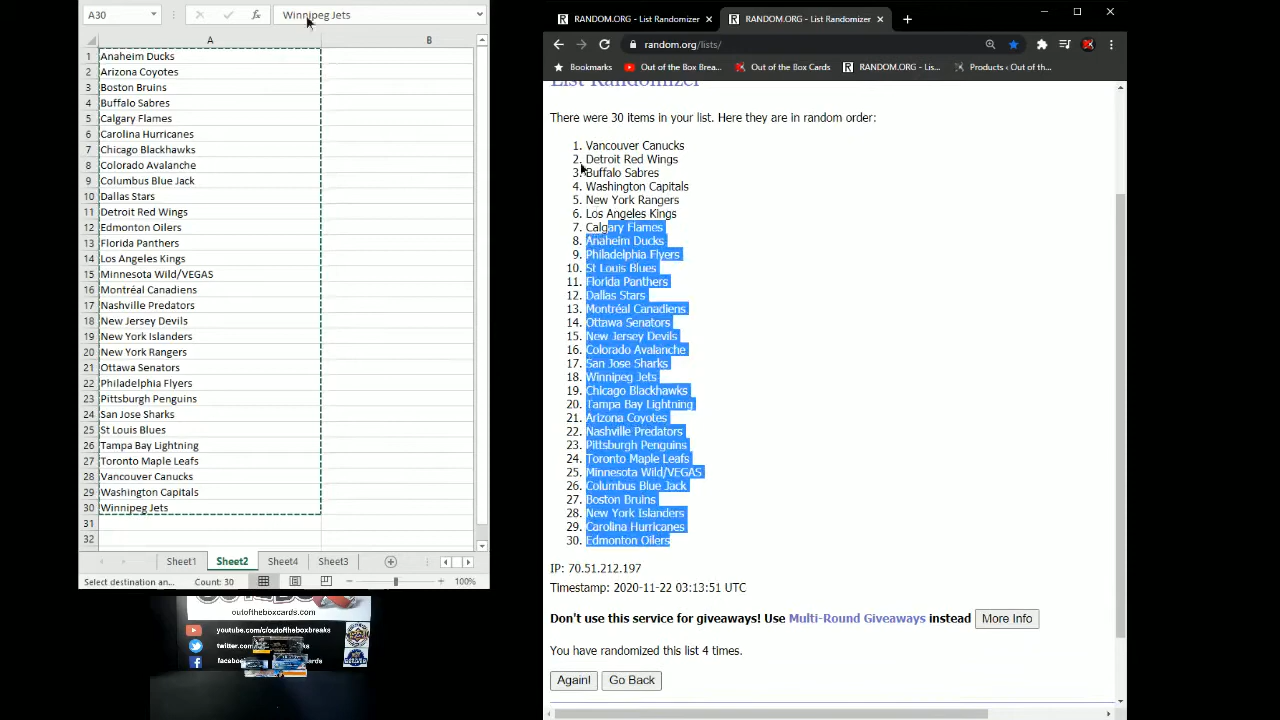 A30
Winnipeg Jets
A
B
1 Anaheim Ducks
2 Arizona Coyotes
3 Boston Bruins
4 Buffalo Sabres
5 Calgary Flames
6 Carolina Hurricanes
7 Chicago Blackhawks
8 Colorado Avalanche
9 Columbus Blue Jack
10 Dallas Stars
11 Detroit Red Wings
12 Edmonton Oilers
13 Florida Panthers
14 Los Angeles Kings
15 Minnesota Wild/VEGAS
16 Montréal Canadiens
17 Nashville Predators
18 New Jersey Devils
19 New York Islanders
20 New York Rangers
21 Ottawa Senators
22 Philadelphia Flyers
23 Pittsburgh Penguins
24 San Jose Sharks
25 St Louis Blues
26 Tampa Bay Lightning
27 Toronto Maple Leafs
28 Vancouver Canucks
29 Washington Capitals
30 Winnipeg Jets
31
32
Sheet1 Sheet2 Sheet4 Sheet3
Select destination an... Count: 30 100%
outoftheboxcards.com
youtube.com/c/outoftheboxbreaks
RANDOM.ORG - List Randomizer
RANDOM.ORG - List Randomizer
random.org/lists/
Bookmarks Out of the Box Brea... Out of the Box Cards RANDOM.ORG - Lis... Products ‹ Out of th...
List Randomizer
There were 30 items in your list. Here they are in random order:
1. Vancouver Canucks
2. Detroit Red Wings
3. Buffalo Sabres
4. Washington Capitals
5. New York Rangers
6. Los Angeles Kings
7. Calgary Flames
8. Anaheim Ducks
9. Philadelphia Flyers
10. St Louis Blues
11. Florida Panthers
12. Dallas Stars
13. Montréal Canadiens
14. Ottawa Senators
15. New Jersey Devils
16. Colorado Avalanche
17. San Jose Sharks
18. Winnipeg Jets
19. Chicago Blackhawks
20. Tampa Bay Lightning
21. Arizona Coyotes
22. Nashville Predators
23. Pittsburgh Penguins
24. Toronto Maple Leafs
25. Minnesota Wild/VEGAS
26. Columbus Blue Jack
27. Boston Bruins
28. New York Islanders
29. Carolina Hurricanes
30. Edmonton Oilers
IP: 70.51.212.197
Timestamp: 2020-11-22 03:13:51 UTC
Don't use this service for giveaways! Use Multi-Round Giveaways instead More Info
You have randomized this list 4 times.
Again! Go Back